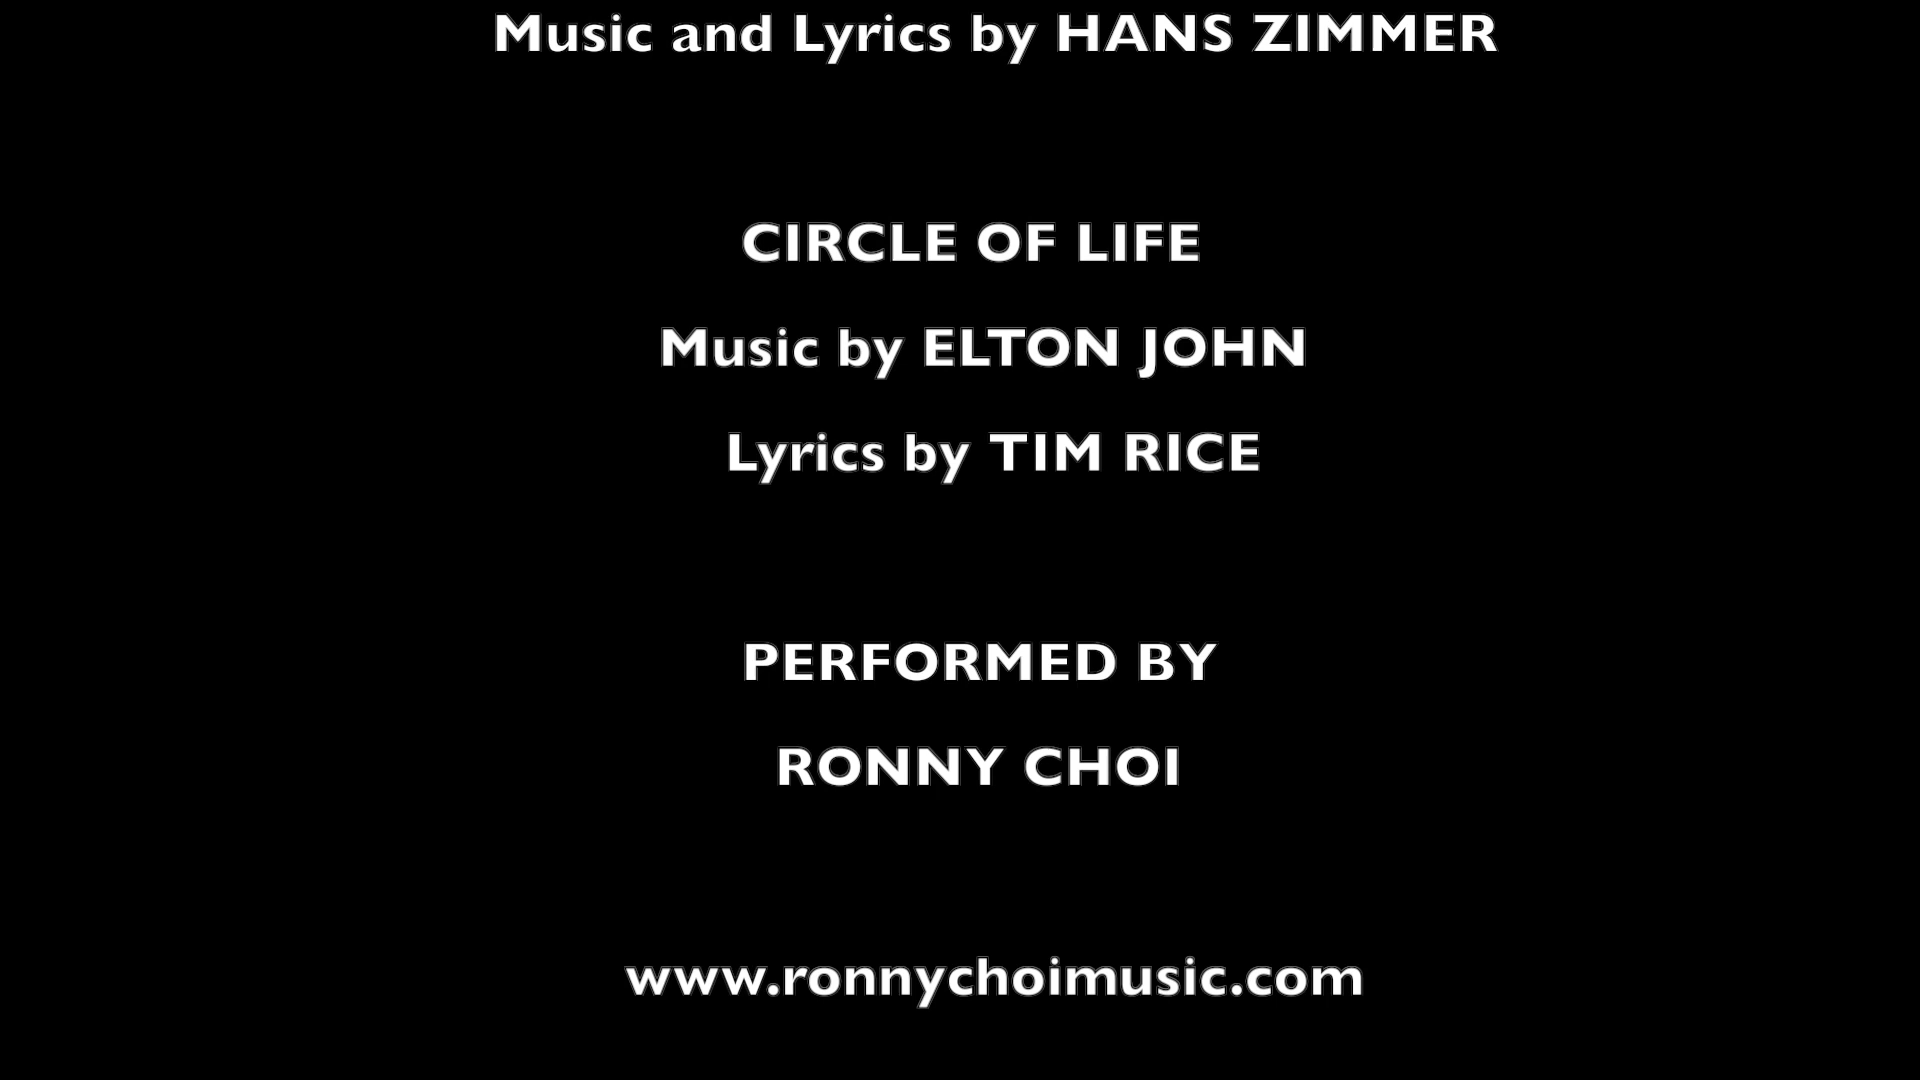 Music and Lyrics by HANS ZIMMER
CIRCLE OF LIFE
Music by ELTON JOHN
Lyrics by TIM RICE
PERFORMED BY
RONNY CHOI
www.ronnychoimusic.com